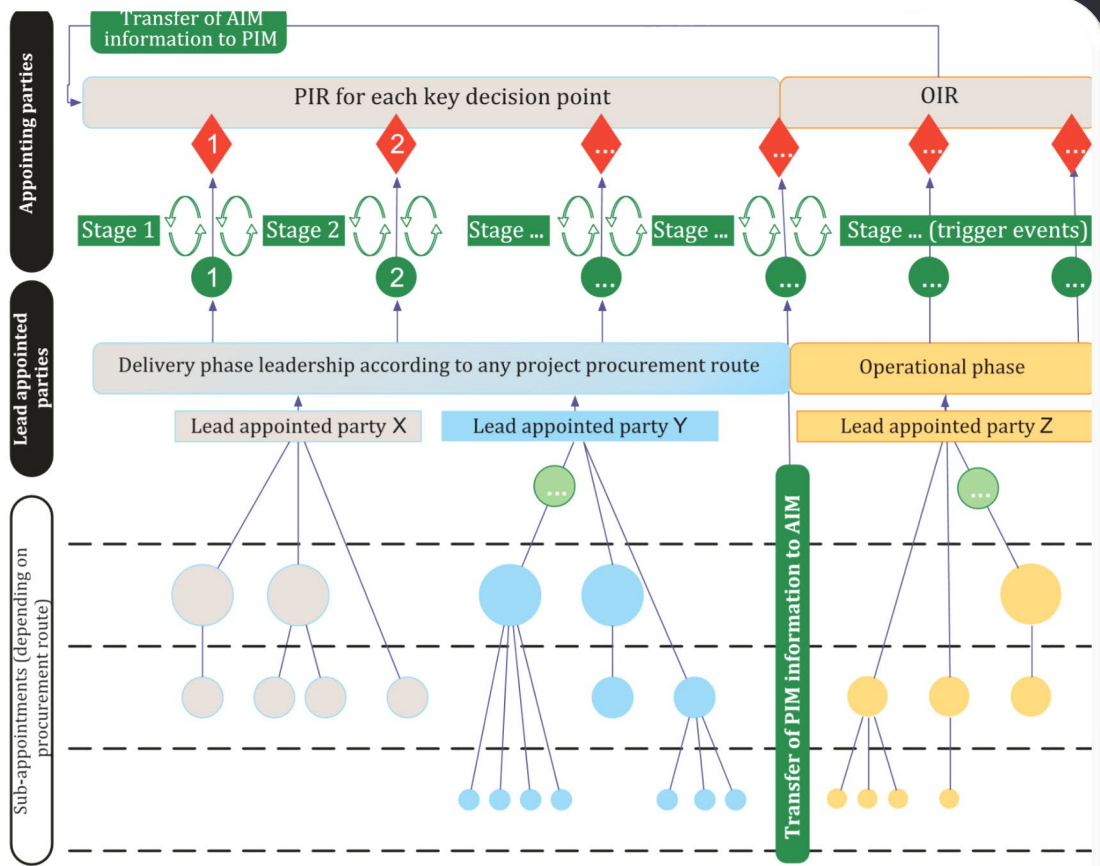 Transfer of AIM
information to PIM
Appointing parties
PIR for each key decision point
OIR
1
2
...
...
...
...
Stage 1
Stage 2
Stage ...
Stage ...
Stage ... (trigger events)
1
2
...
...
...
...
Lead appointed
parties
Delivery phase leadership according to any project procurement route
Operational phase
Lead appointed party X
Lead appointed party Y
Lead appointed party Z
...
...
Sub-appointments (depending on
procurement route)
Transfer of PIM information to AIM